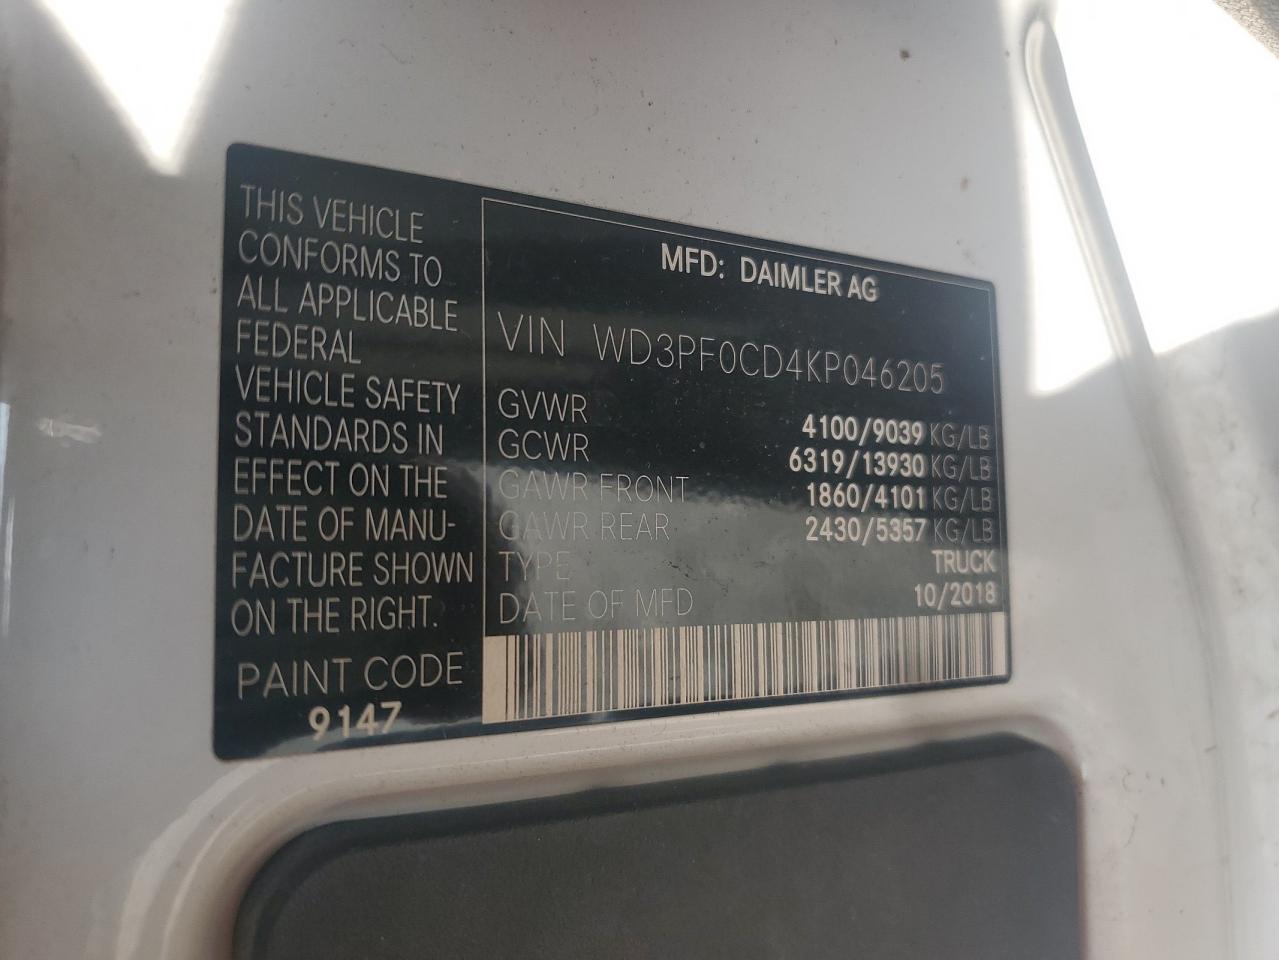 THIS VEHICLE
CONFORMS TO
ALL APPLICABLE
FEDERAL
VEHICLE SAFETY
STANDARDS IN
EFFECT ON THE
DATE OF MANU-
FACTURE SHOWN
ON THE RIGHT.
PAINT CODE
9147
MFD: DAIMLER AG
VIN WD3PF0CD4KP046205
GVWR 4100/9039 KG/LB
GCWR 6319/13930 KG/LB
GAWR FRONT 1860/4101 KG/LB
GAWR REAR 2430/5357 KG/LB
TYPE TRUCK
DATE OF MFD 10/2018